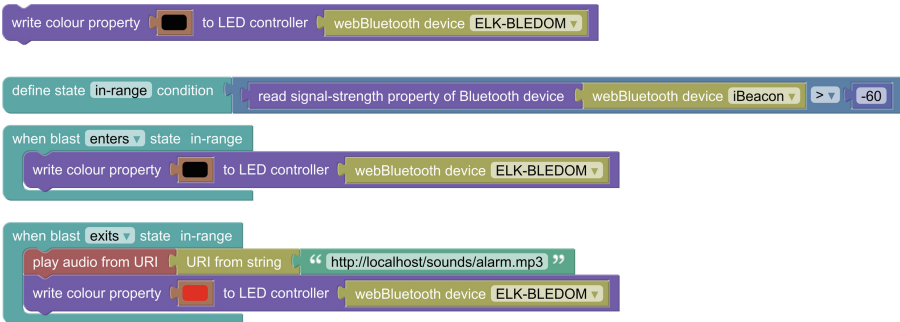 write colour property to LED controller webBluetooth device ELK-BLEDOM ▾
define state in-range condition read signal-strength property of Bluetooth device webBluetooth device iBeacon ▾ > ▾ -60
when blast enters ▾ state in-range
write colour property to LED controller webBluetooth device ELK-BLEDOM ▾
when blast exits ▾ state in-range
play audio from URI URI from string “ http://localhost/sounds/alarm.mp3 ”
write colour property to LED controller webBluetooth device ELK-BLEDOM ▾